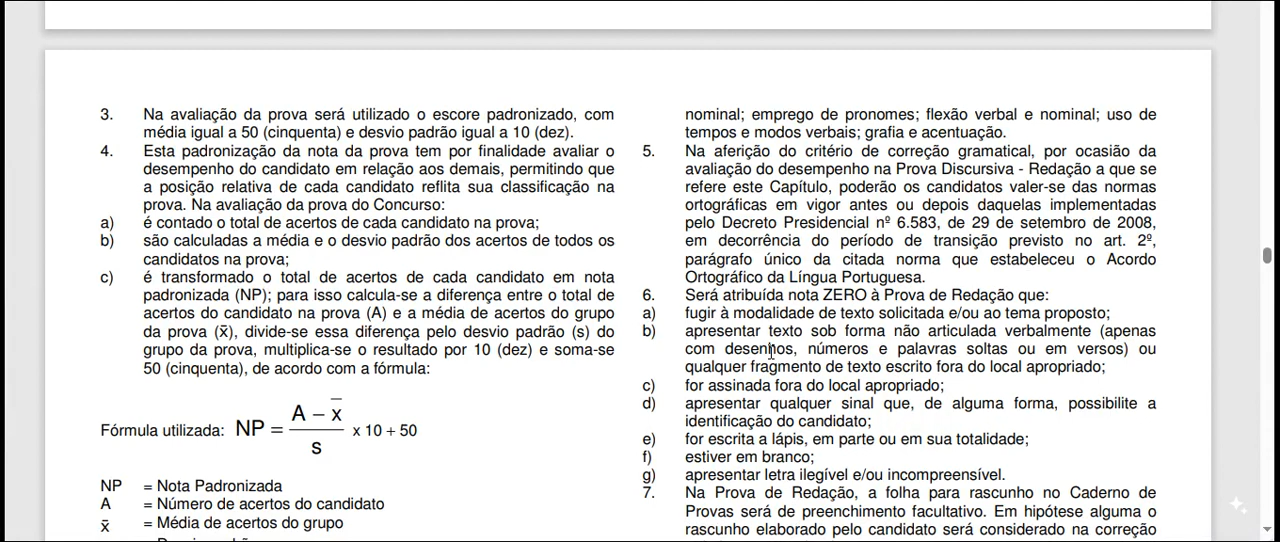 3. Na avaliação da prova será utilizado o escore padronizado, com
média igual a 50 (cinquenta) e desvio padrão igual a 10 (dez).
4. Esta padronização da nota da prova tem por finalidade avaliar o
desempenho do candidato em relação aos demais, permitindo que
a posição relativa de cada candidato reflita sua classificação na
prova. Na avaliação da prova do Concurso:
a) é contado o total de acertos de cada candidato na prova;
b) são calculadas a média e o desvio padrão dos acertos de todos os
candidatos na prova;
c) é transformado o total de acertos de cada candidato em nota
padronizada (NP); para isso calcula-se a diferença entre o total de
acertos do candidato na prova (A) e a média de acertos do grupo
da prova (x̄), divide-se essa diferença pelo desvio padrão (s) do
grupo da prova, multiplica-se o resultado por 10 (dez) e soma-se
50 (cinquenta), de acordo com a fórmula:
A – x̄
Fórmula utilizada: NP = x 10 + 50
s
NP = Nota Padronizada
A = Número de acertos do candidato
x̄ = Média de acertos do grupo
nominal; emprego de pronomes; flexão verbal e nominal; uso de
tempos e modos verbais; grafia e acentuação.
5. Na aferição do critério de correção gramatical, por ocasião da
avaliação do desempenho na Prova Discursiva - Redação a que se
refere este Capítulo, poderão os candidatos valer-se das normas
ortográficas em vigor antes ou depois daquelas implementadas
pelo Decreto Presidencial nº 6.583, de 29 de setembro de 2008,
em decorrência do período de transição previsto no art. 2º,
parágrafo único da citada norma que estabeleceu o Acordo
Ortográfico da Língua Portuguesa.
6. Será atribuída nota ZERO à Prova de Redação que:
a) fugir à modalidade de texto solicitada e/ou ao tema proposto;
b) apresentar texto sob forma não articulada verbalmente (apenas
com desenhos, números e palavras soltas ou em versos) ou
qualquer fragmento de texto escrito fora do local apropriado;
c) for assinada fora do local apropriado;
d) apresentar qualquer sinal que, de alguma forma, possibilite a
identificação do candidato;
e) for escrita a lápis, em parte ou em sua totalidade;
f) estiver em branco;
g) apresentar letra ilegível e/ou incompreensível.
7. Na Prova de Redação, a folha para rascunho no Caderno de
Provas será de preenchimento facultativo. Em hipótese alguma o
rascunho elaborado pelo candidato será considerado na correção